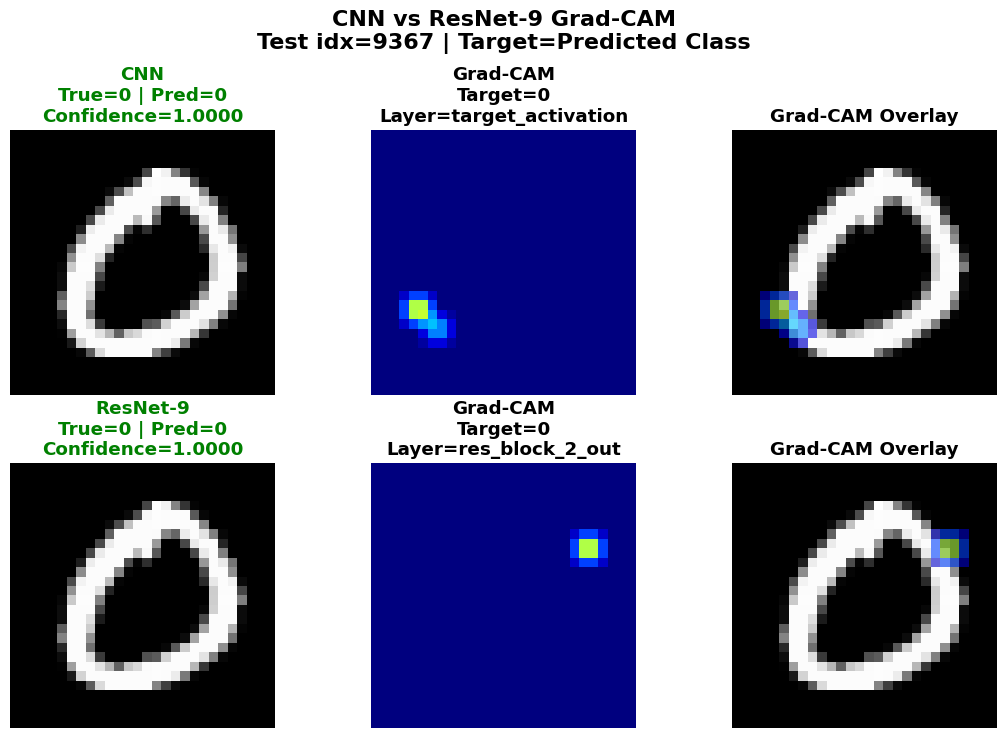 CNN vs ResNet-9 Grad-CAM
Test idx=9367 | Target=Predicted Class
CNN
True=0 | Pred=0
Confidence=1.0000
Grad-CAM
Target=0
Layer=target_activation
Grad-CAM Overlay
ResNet-9
True=0 | Pred=0
Confidence=1.0000
Grad-CAM
Target=0
Layer=res_block_2_out
Grad-CAM Overlay